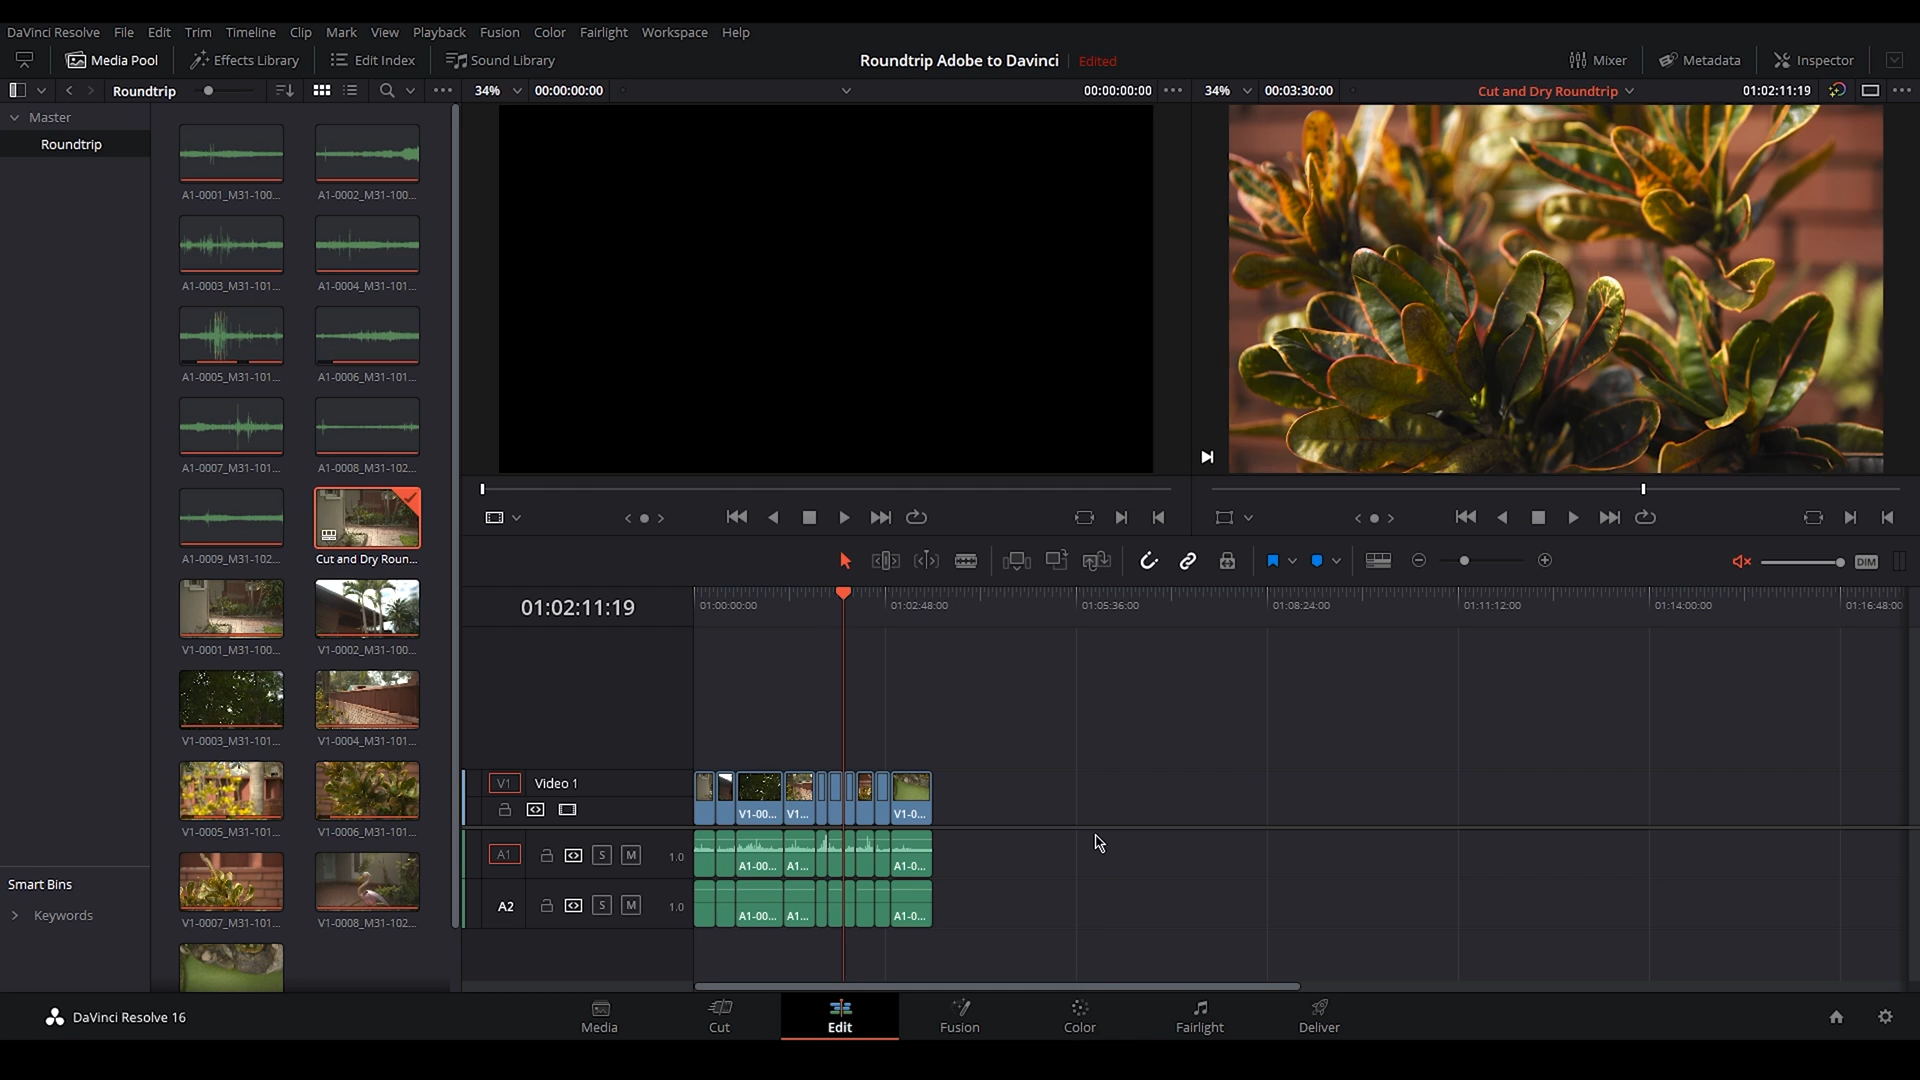 DaVinci Resolve File Edit Trim Timeline Clip Mark View Playback Fusion Color Fairlight Workspace Help
Media Pool Effects Library Edit Index Sound Library Roundtrip Adobe to Davinci Edited Mixer Metadata Inspector
Roundtrip 34% 00:00:00:00 00:00:00:00 34% 00:03:30:00 Cut and Dry Roundtrip 01:02:11:19
Master
Roundtrip
A1-0001_M31-100... A1-0002_M31-100...
A1-0003_M31-101... A1-0004_M31-101...
A1-0005_M31-101... A1-0006_M31-101...
A1-0007_M31-101... A1-0008_M31-102...
A1-0009_M31-102... Cut and Dry Roun...
V1-0001_M31-100... V1-0002_M31-100...
V1-0003_M31-101... V1-0004_M31-101...
V1-0005_M31-101... V1-0006_M31-101...
V1-0007_M31-101... V1-0008_M31-102...
Smart Bins
Keywords
DIM
01:02:11:19 01:00:00:00 01:02:48:00 01:05:36:00 01:08:24:00 01:11:12:00 01:14:00:00 01:16:48:00
V1 Video 1
V1-00... V1... V1-0...
A1 S M 1.0 A1-00... A1... A1-0...
A2 S M 1.0 A1-00... A1... A1-0...
DaVinci Resolve 16 Media Cut Edit Fusion Color Fairlight Deliver